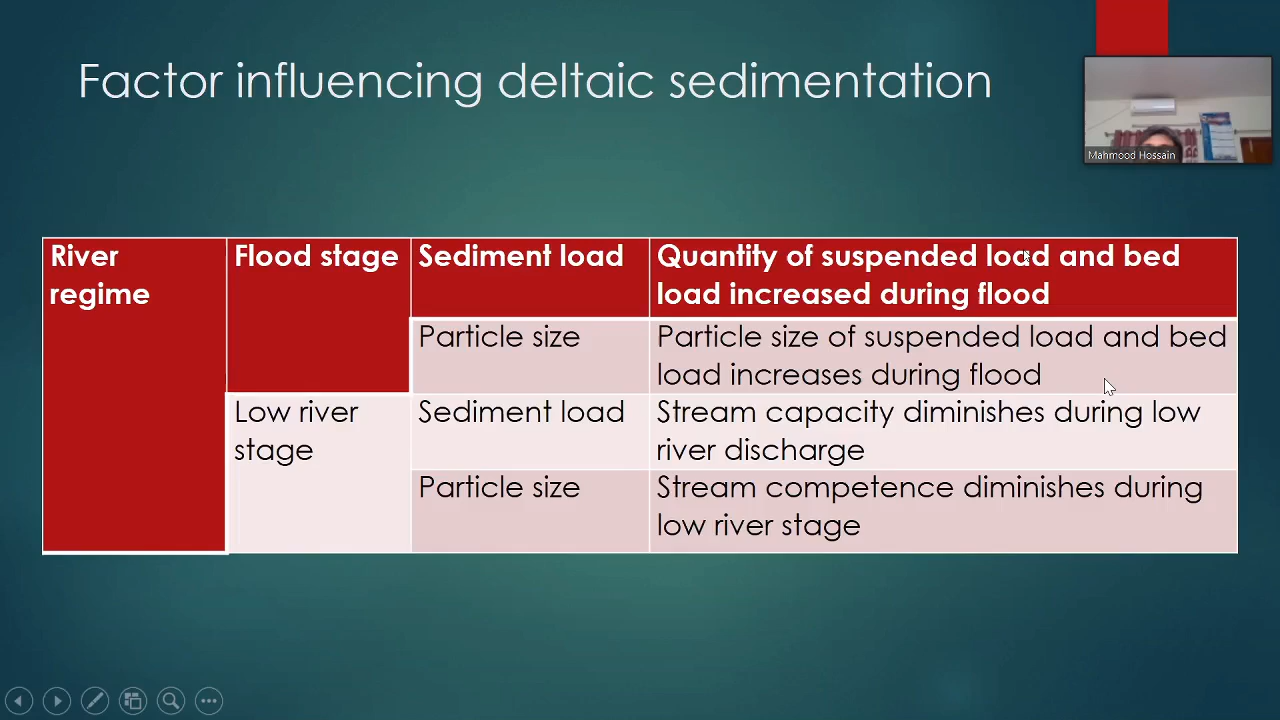 Factor influencing deltaic sedimentation
Mahmood Hossain
River
regime
Flood stage
Sediment load
Quantity of suspended load and bed
load increased during flood
Particle size
Particle size of suspended load and bed
load increases during flood
Low river
stage
Sediment load
Stream capacity diminishes during low
river discharge
Particle size
Stream competence diminishes during
low river stage